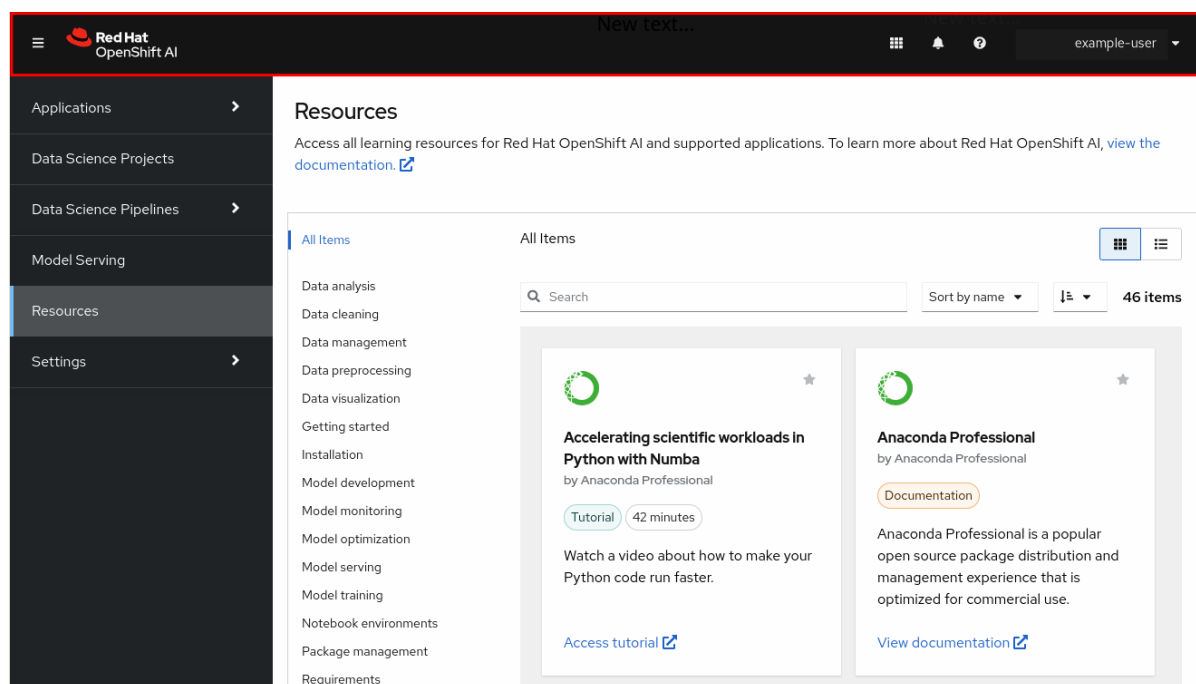 New text...
New text...
Red Hat
OpenShift AI
example-user
Applications
Data Science Projects
Data Science Pipelines
Model Serving
Resources
Settings
Resources
Access all learning resources for Red Hat OpenShift AI and supported applications. To learn more about Red Hat OpenShift AI, view the
documentation.
All Items
Data analysis
Data cleaning
Data management
Data preprocessing
Data visualization
Getting started
Installation
Model development
Model monitoring
Model optimization
Model serving
Model training
Notebook environments
Package management
Requirements
All Items
Search
Sort by name
46 items
Accelerating scientific workloads in
Python with Numba
by Anaconda Professional
Tutorial
42 minutes
Watch a video about how to make your
Python code run faster.
Access tutorial
Anaconda Professional
by Anaconda Professional
Documentation
Anaconda Professional is a popular
open source package distribution and
management experience that is
optimized for commercial use.
View documentation